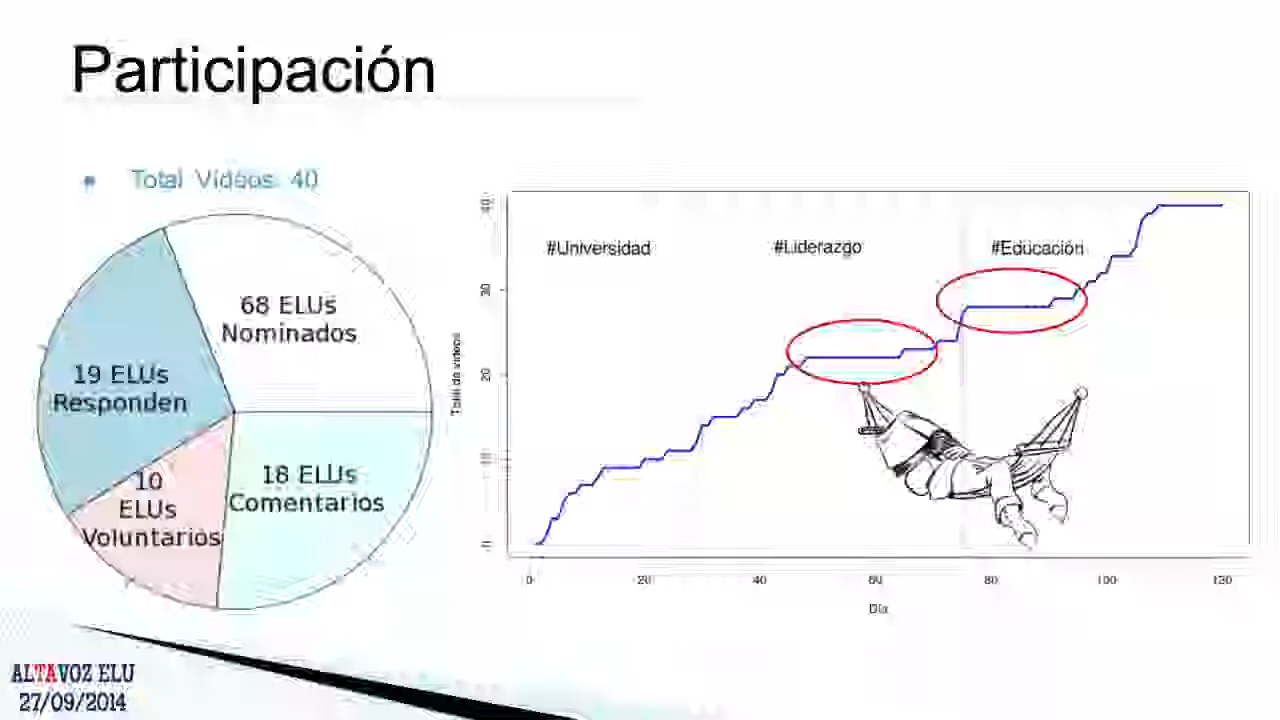 Participación
Total Videos: 40
68 ELUs
Nominados
19 ELUs
Responden
10
ELUs
Voluntarios
18 ELUs
Comentarios
#Universidad
#Liderazgo
#Educación
Total de videos
0
10
20
30
40
0
20
40
60
80
100
120
Día
ALTAVOZ ELU
27/09/2014